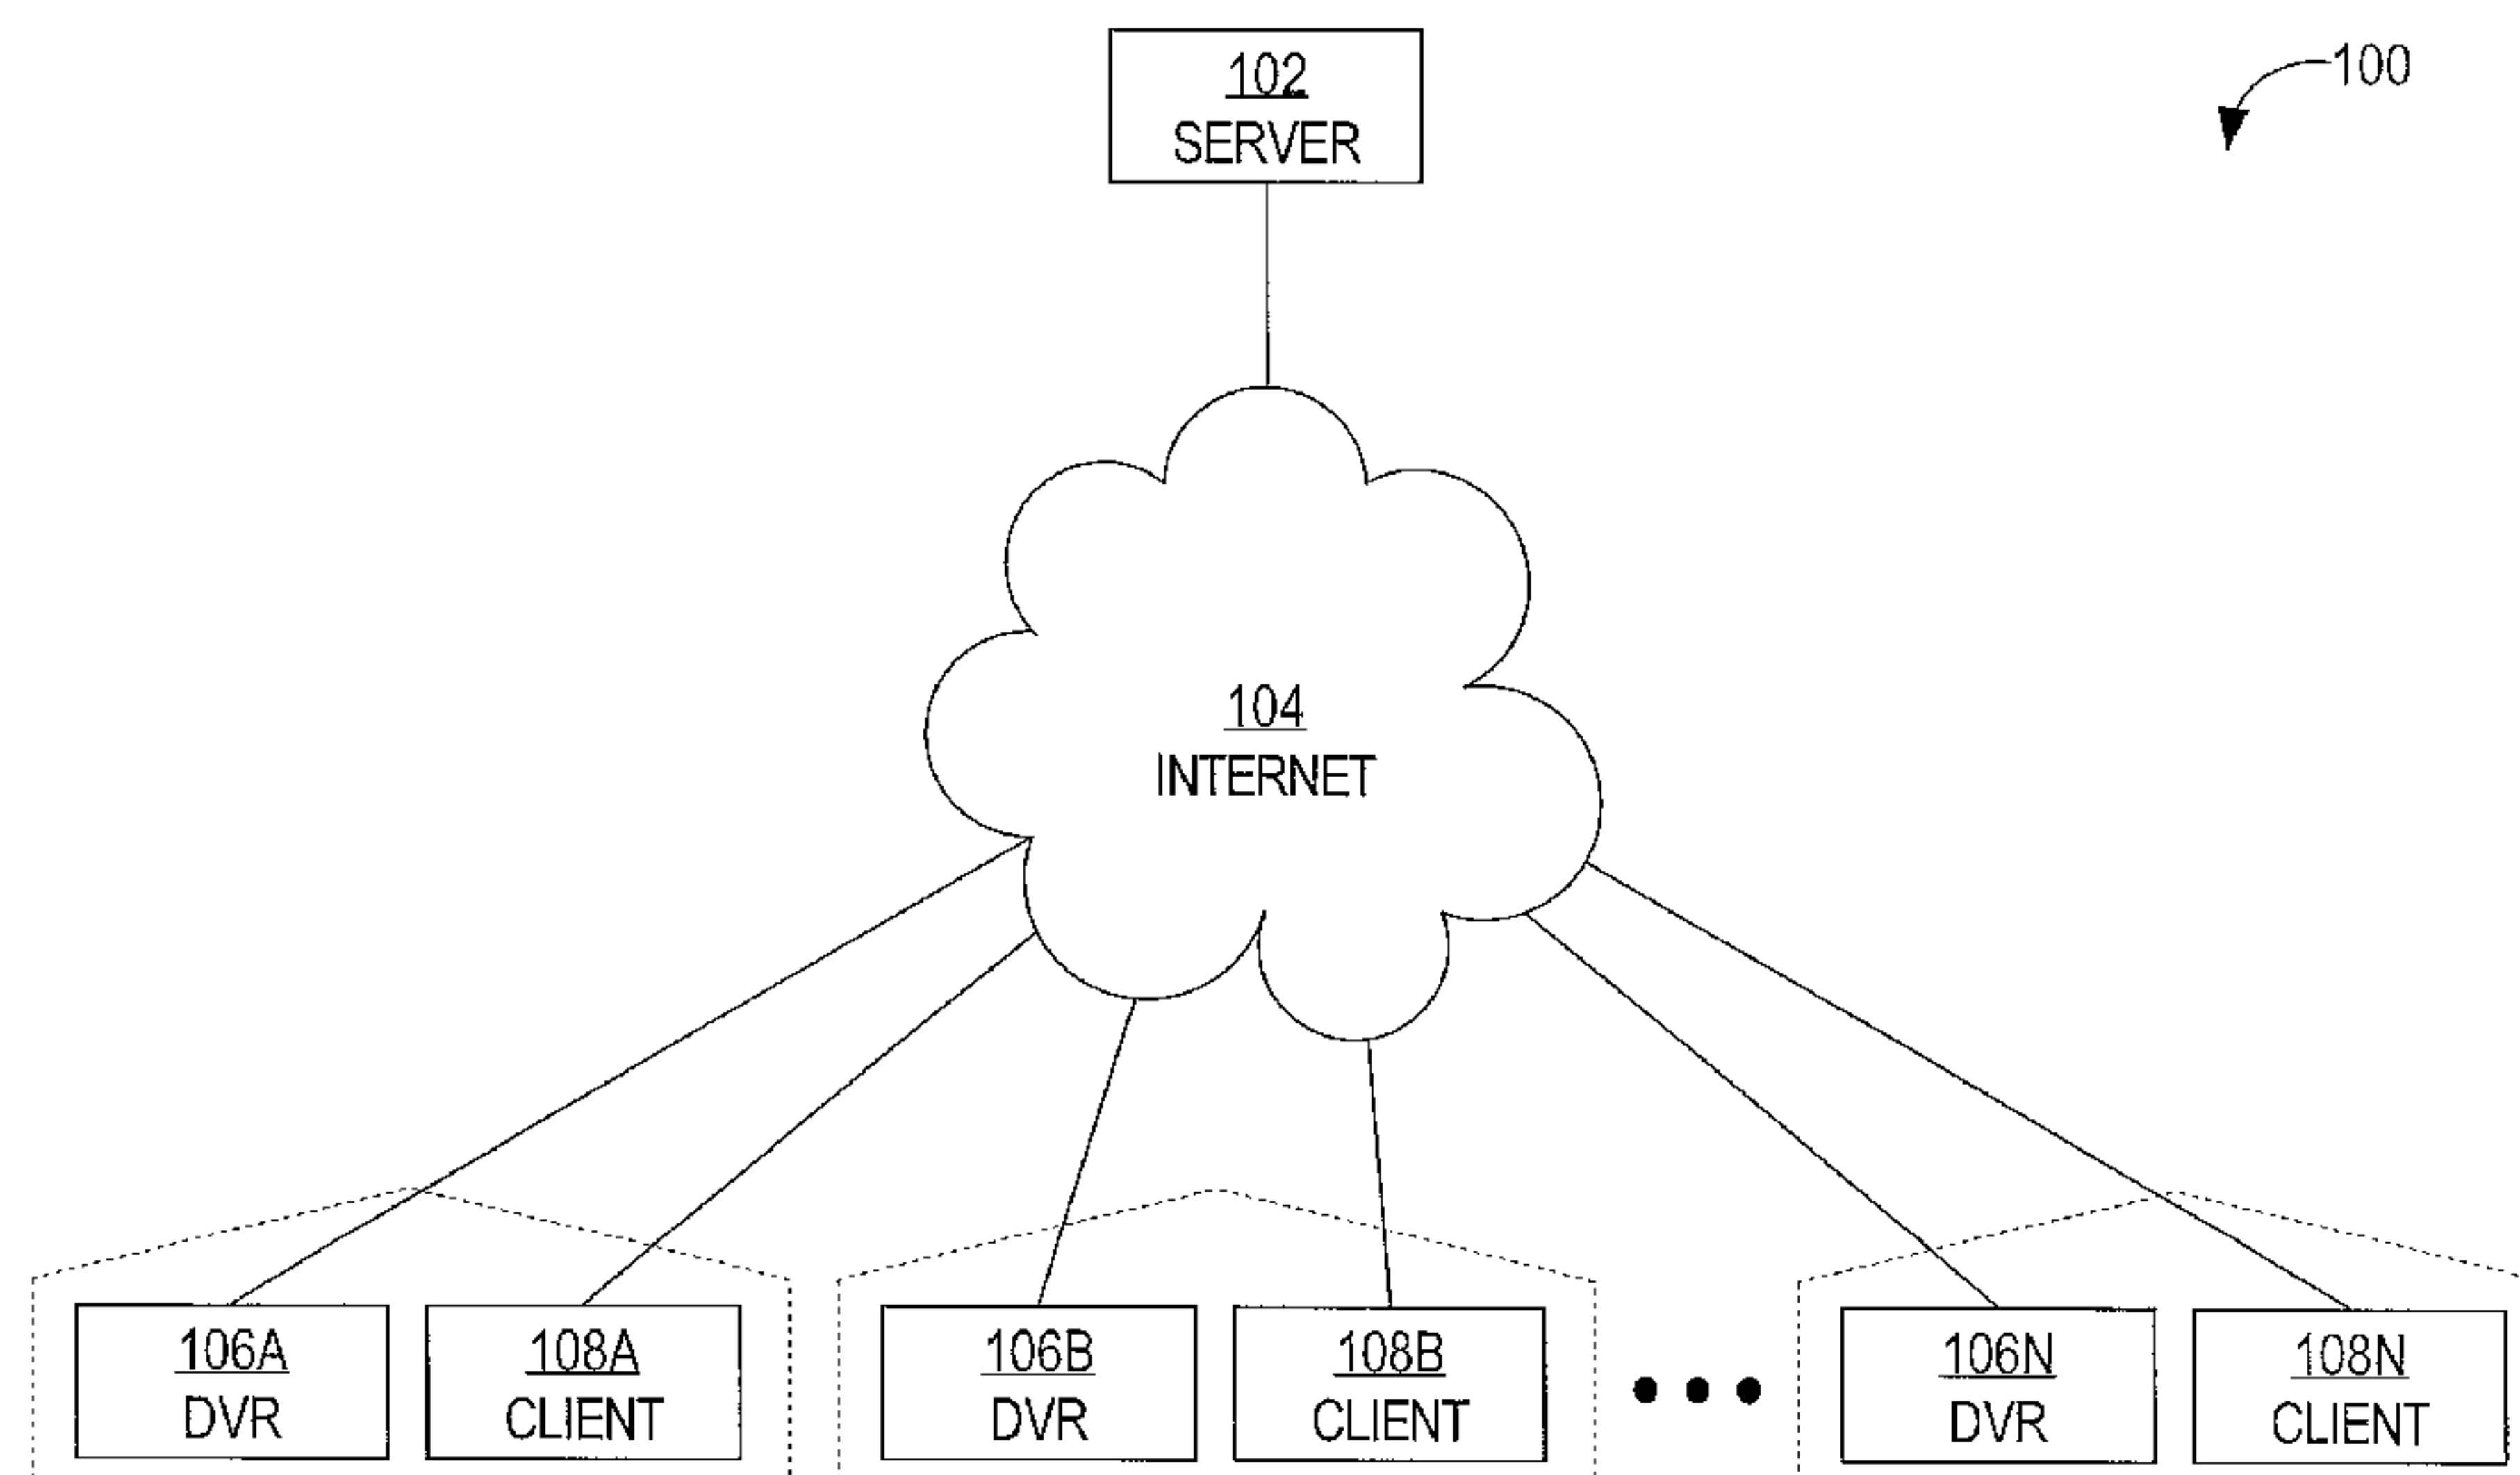 102
SERVER
100
104
INTERNET
106A
DVR
108A
CLIENT
106B
DVR
108B
CLIENT
106N
DVR
108N
CLIENT